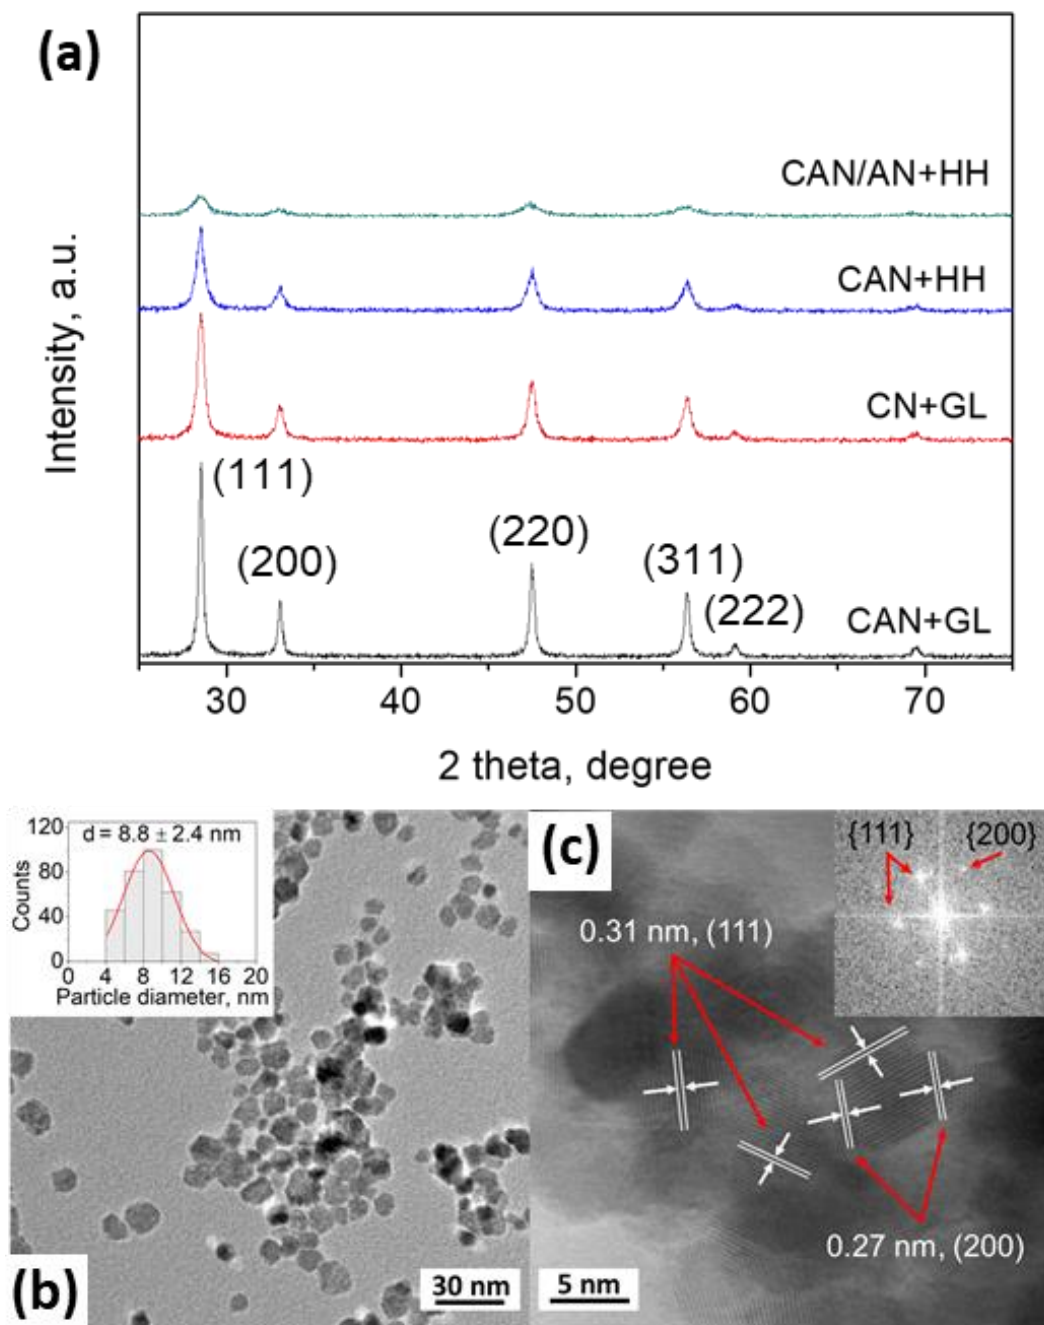 (a)
Intensity, a.u.
CAN/AN+HH
CAN+HH
CN+GL
(111)
(200)
(220)
(311)
(222)
CAN+GL
30 40 50 60 70
2 theta, degree
120
80
40
0
Counts
d = 8.8 ± 2.4 nm
0 4 8 12 16 20
Particle diameter, nm
(b)
30 nm
(c)
{111}
{200}
0.31 nm, (111)
0.27 nm, (200)
5 nm